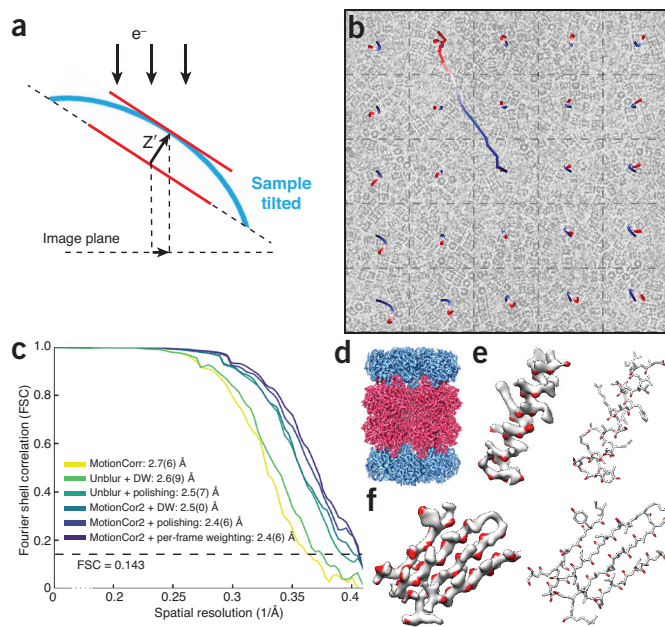 a
e⁻
Z′
Sample
tilted
Image plane
b
c
Fourier shell correlation (FSC)
1.0
0.8
0.6
0.4
0.2
0
MotionCorr: 2.7(6) Å
Unblur + DW: 2.6(9) Å
Unblur + polishing: 2.5(7) Å
MotionCor2 + DW: 2.5(0) Å
MotionCor2 + polishing: 2.4(6) Å
MotionCor2 + per-frame weighting: 2.4(6) Å
FSC = 0.143
0 0.2 0.25 0.3 0.35 0.4
Spatial resolution (1/Å)
d
e
f